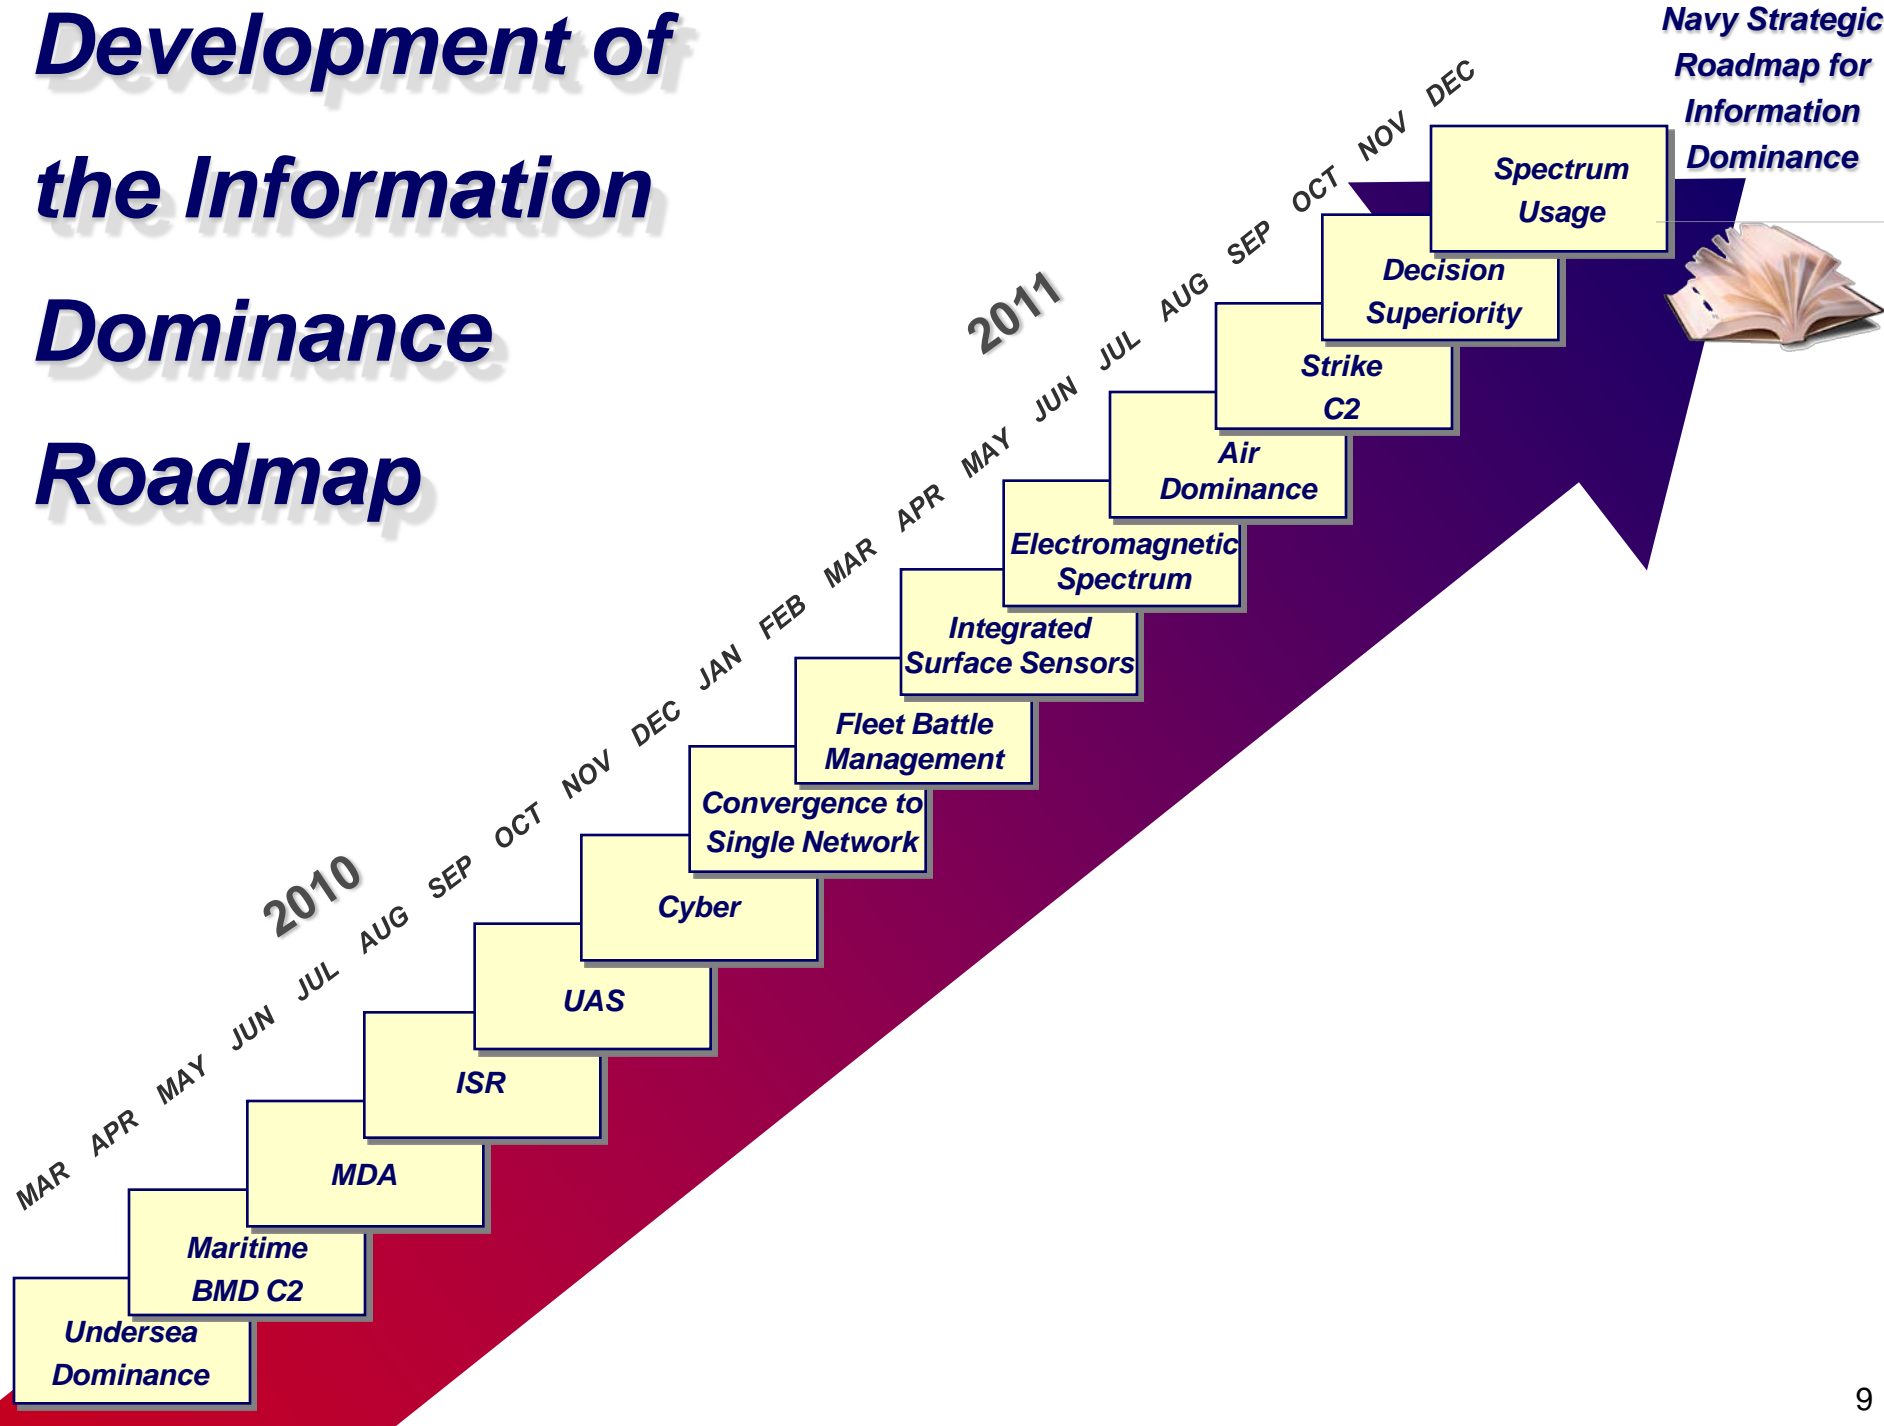 Development of
the Information
Dominance
Roadmap
Navy Strategic
Roadmap for
Information
Dominance
2010
MAR APR MAY JUN JUL AUG SEP OCT NOV DEC
2011
JAN FEB MAR APR MAY JUN JUL AUG SEP OCT NOV DEC
Spectrum
Usage
Decision
Superiority
Strike
C2
Air
Dominance
Electromagnetic
Spectrum
Integrated
Surface Sensors
Fleet Battle
Management
Convergence to
Single Network
Cyber
UAS
ISR
MDA
Maritime
BMD C2
Undersea
Dominance
9